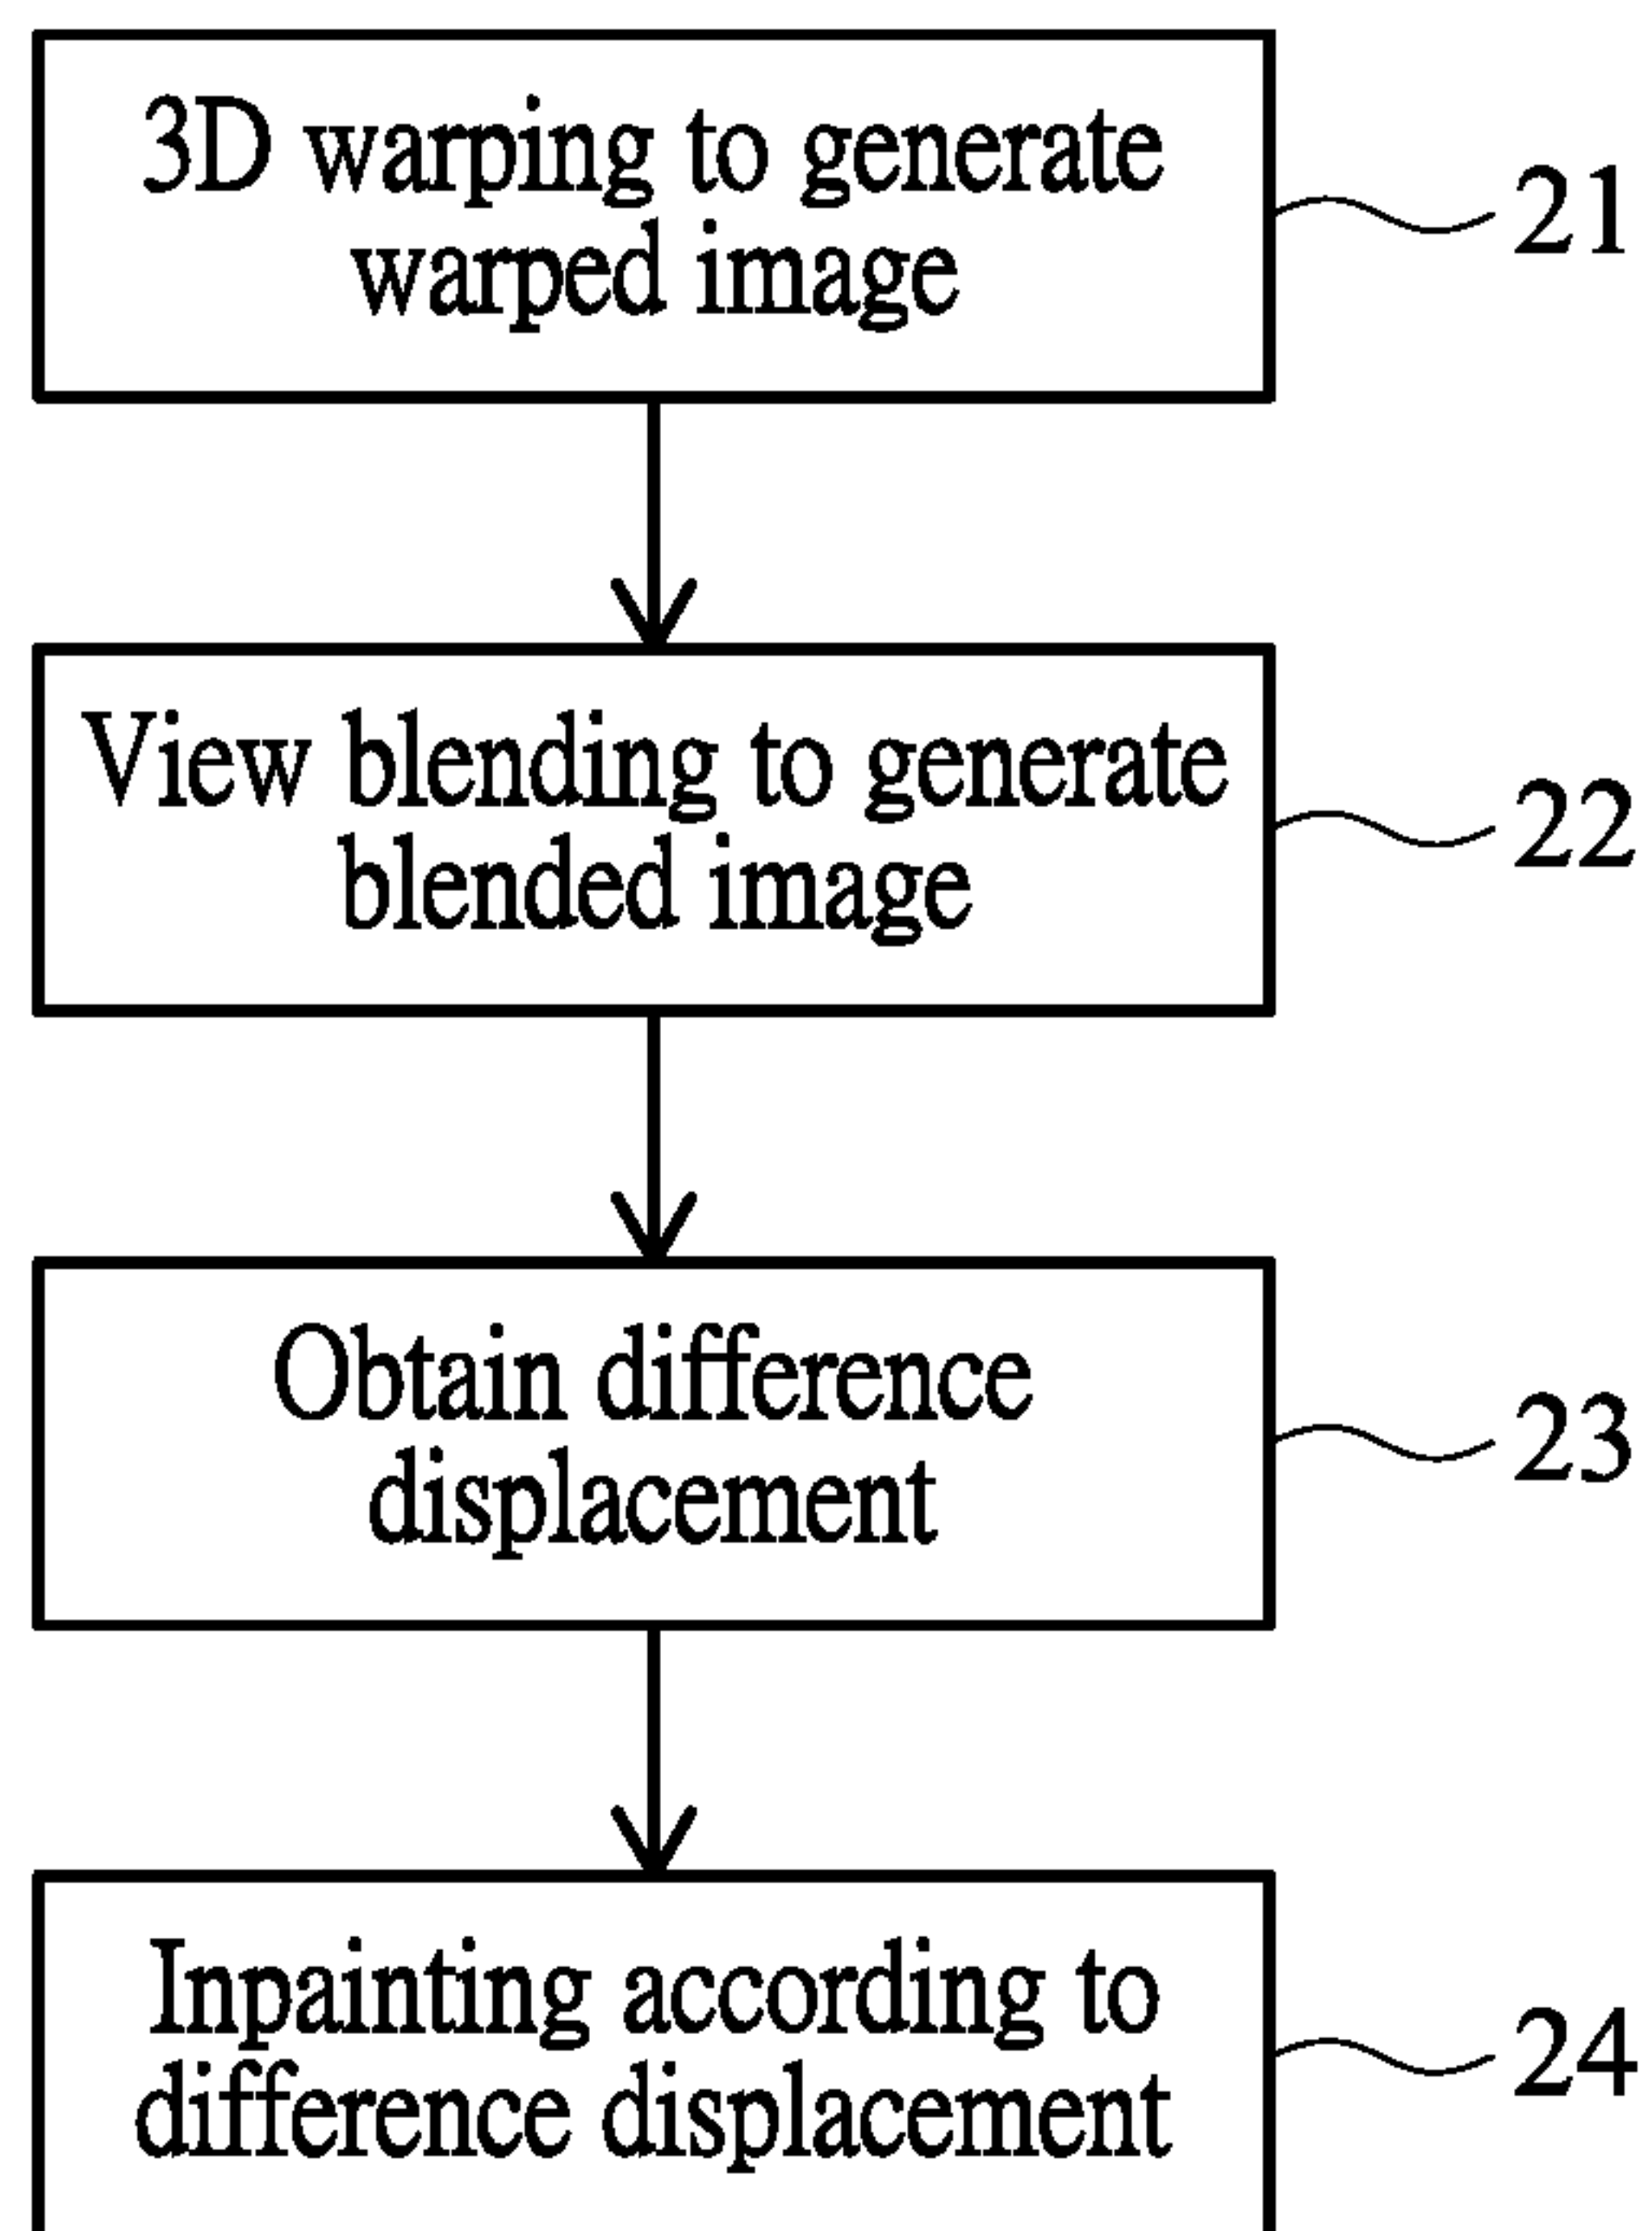 3D warping to generate
warped image
21
View blending to generate
blended image
22
Obtain difference
displacement
23
Inpainting according to
difference displacement
24